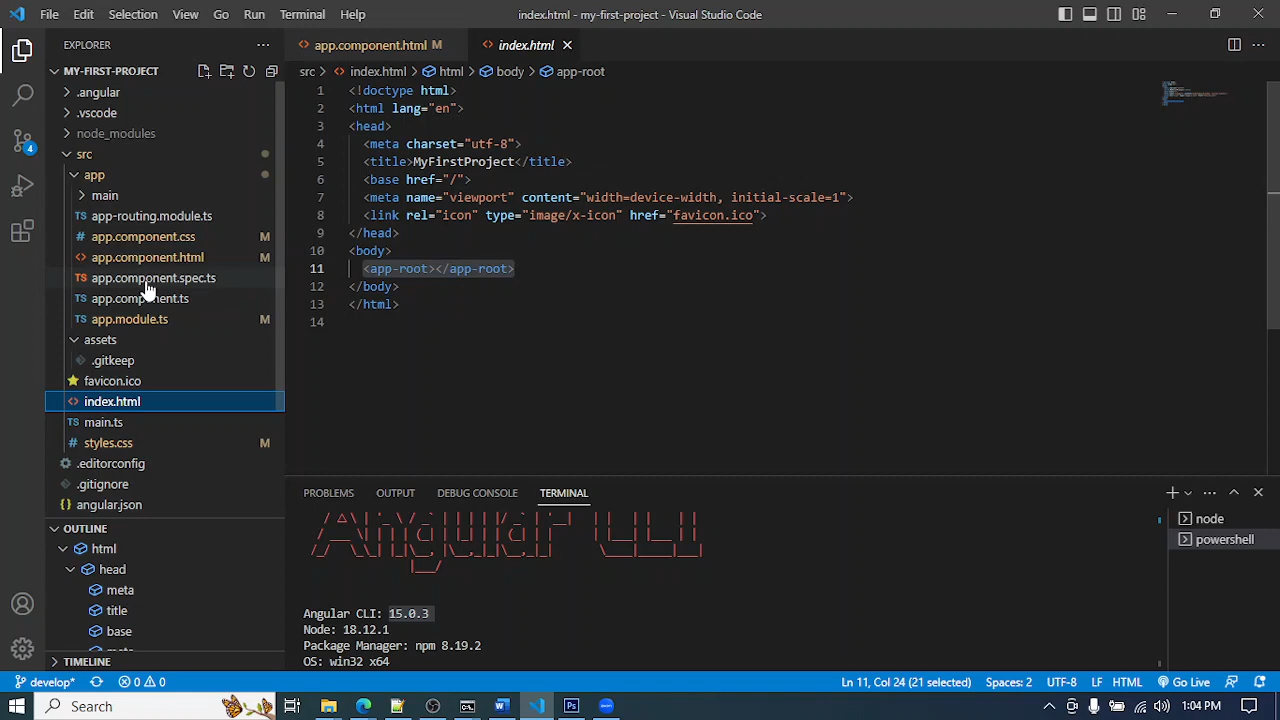 File Edit Selection View Go Run Terminal Help
index.html - my-first-project - Visual Studio Code
EXPLORER
MY-FIRST-PROJECT
.angular
.vscode
node_modules
src
app
main
app-routing.module.ts
app.component.css M
app.component.html M
app.component.spec.ts
app.component.ts
app.module.ts M
assets
.gitkeep
favicon.ico
index.html
main.ts
styles.css M
.editorconfig
.gitignore
angular.json
OUTLINE
html
head
meta
title
base
TIMELINE
4
app.component.html M
index.html
src > index.html > html > body > app-root
1 <!doctype html>
2 <html lang="en">
3 <head>
4 <meta charset="utf-8">
5 <title>MyFirstProject</title>
6 <base href="/">
7 <meta name="viewport" content="width=device-width, initial-scale=1">
8 <link rel="icon" type="image/x-icon" href="favicon.ico">
9 </head>
10 <body>
11 <app-root></app-root>
12 </body>
13 </html>
14
PROBLEMS OUTPUT DEBUG CONSOLE TERMINAL
Angular CLI
Angular CLI: 15.0.3
Node: 18.12.1
Package Manager: npm 8.19.2
OS: win32 x64
node
powershell
develop* 0 0
Ln 11, Col 24 (21 selected) Spaces: 2 UTF-8 LF HTML Go Live
Search
1:04 PM